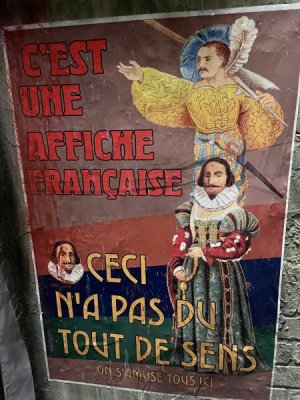 C'EST
UNE
AFFICHE
FRANÇAISE
CECI
N'A PAS DU
TOUT DE SENS
ON S'AMUSE TOUS ICI